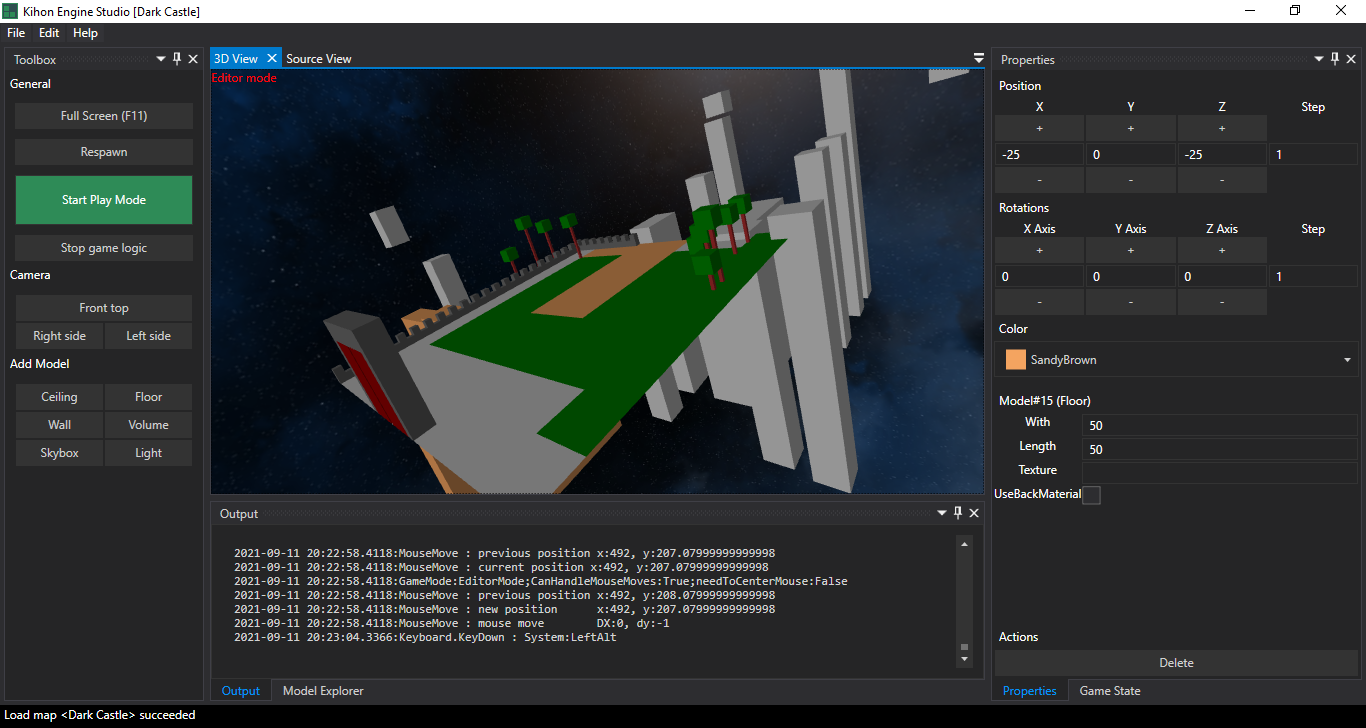 Kihon Engine Studio [Dark Castle]
File Edit Help
Toolbox
General
Full Screen (F11)
Respawn
Start Play Mode
Stop game logic
Camera
Front top
Right side Left side
Add Model
Ceiling Floor
Wall Volume
Skybox Light
3D View Source View
Editor mode
Output
2021-09-11 20:22:58.4118:MouseMove : previous position x:492, y:207.07999999999998
2021-09-11 20:22:58.4118:MouseMove : current position x:492, y:207.07999999999998
2021-09-11 20:22:58.4118:GameMode:EditorMode;CanHandleMouseMoves:True;needToCenterMouse:False
2021-09-11 20:22:58.4118:MouseMove : previous position x:492, y:208.07999999999998
2021-09-11 20:22:58.4118:MouseMove : new position x:492, y:207.07999999999998
2021-09-11 20:22:58.4118:MouseMove : mouse move DX:0, dy:-1
2021-09-11 20:23:04.3366:Keyboard.KeyDown : System:LeftAlt
Output Model Explorer
Properties
Position
X Y Z Step
+ + +
-25 0 -25 1
- - -
Rotations
X Axis Y Axis Z Axis Step
+ + +
0 0 0 1
- - -
Color
SandyBrown
Model#15 (Floor)
With 50
Length 50
Texture
UseBackMaterial
Actions
Delete
Properties Game State
Load map <Dark Castle> succeeded